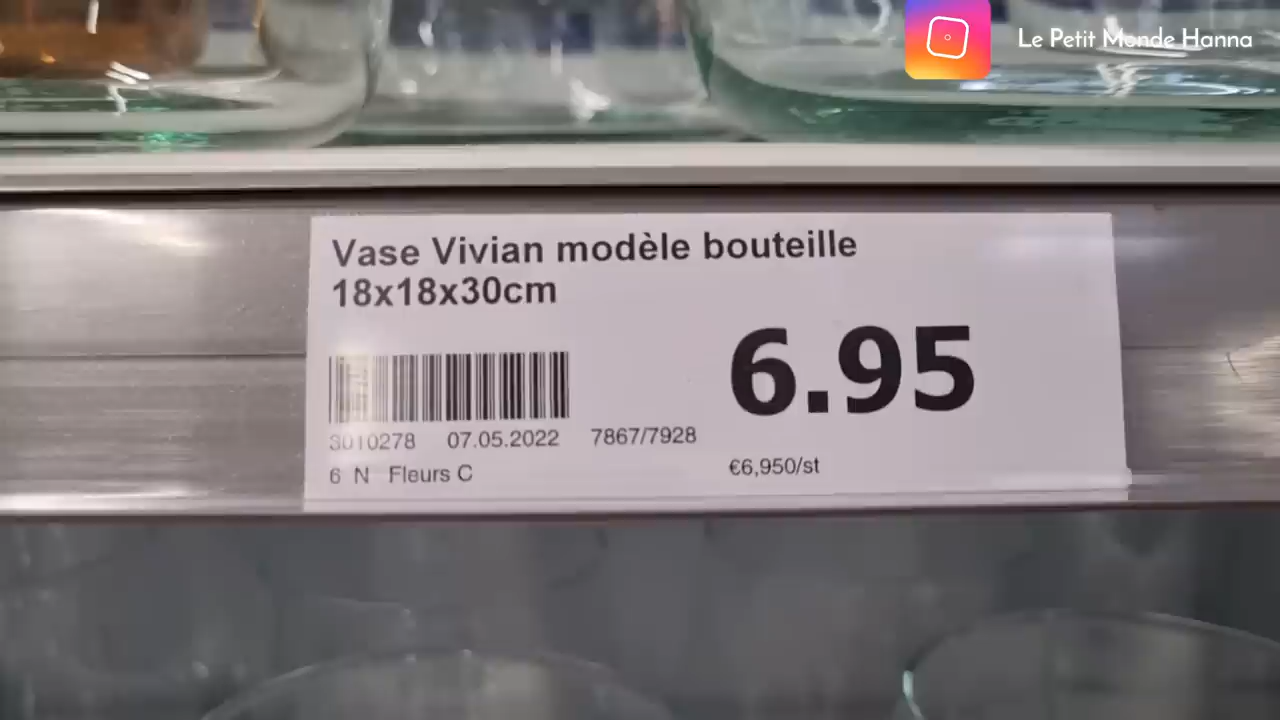 Le Petit Monde Hanna
Vase Vivian modèle bouteille
18x18x30cm
6.95
3010278 07.05.2022 7867/7928
6 N Fleurs C
€6,950/st